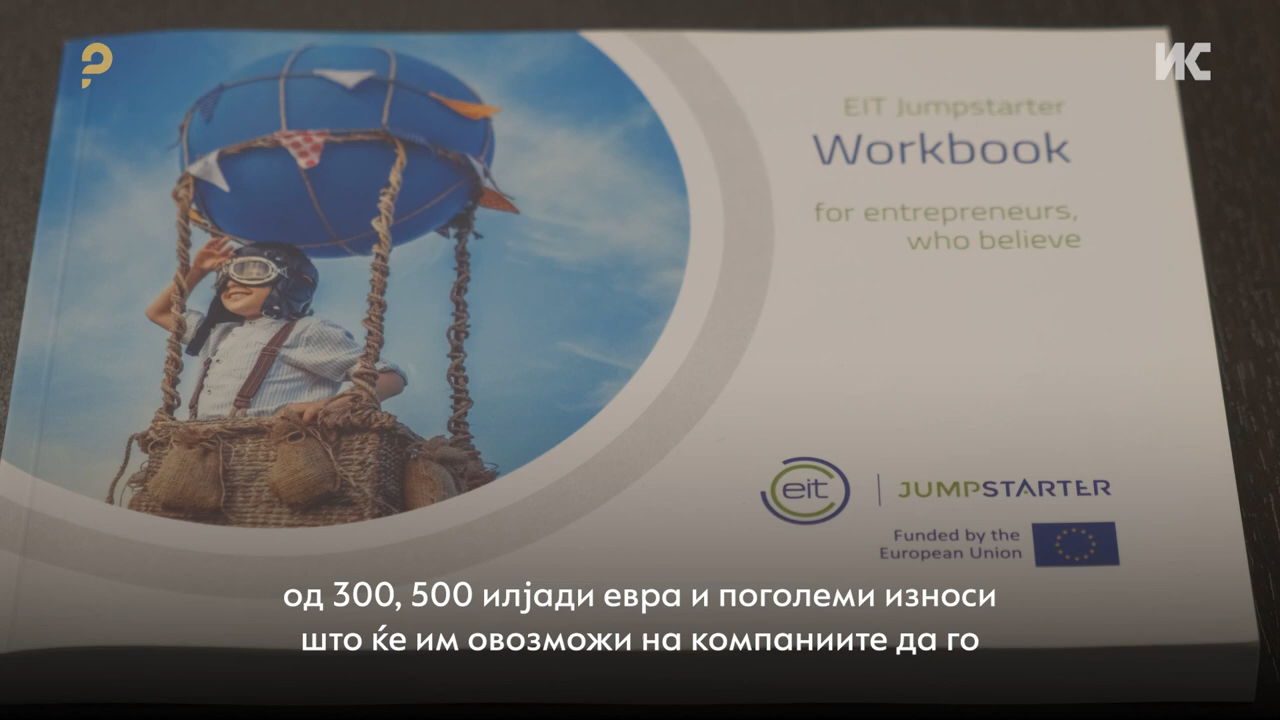 ИС
EIT Jumpstarter
Workbook
for entrepreneurs,
who believe
eit
JUMPSTARTER
Funded by the
European Union
од 300, 500 илјади евра и поголеми износи
што ќе им овозможи на компаниите да го